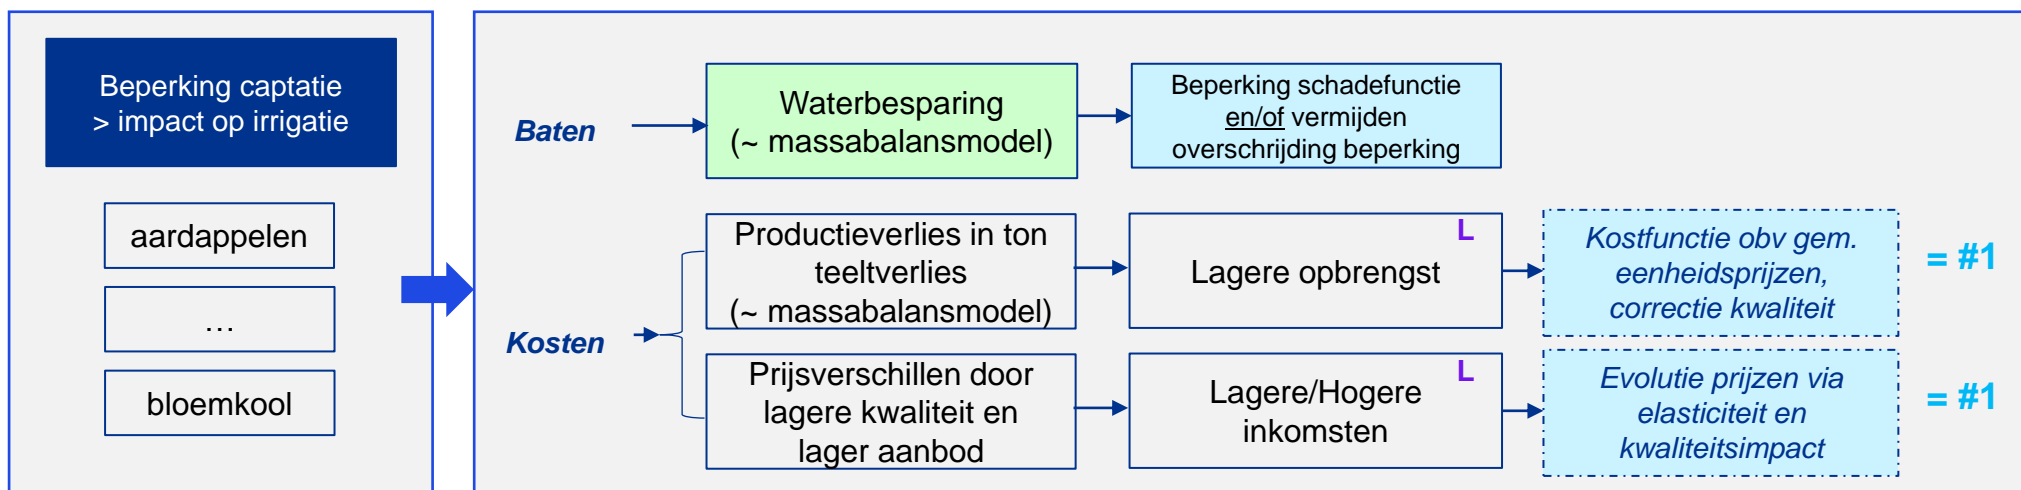 Beperking captatie
> impact op irrigatie
aardappelen
…
bloemkool
Baten
Waterbesparing
(~ massabalansmodel)
Beperking schadefunctie
en/of vermijden
overschrijding beperking
Kosten
Productieverlies in ton
teeltverlies
(~ massabalansmodel)
L
Lagere opbrengst
Kostfunctie obv gem.
eenheidsprijzen,
correctie kwaliteit
= #1
Prijsverschillen door
lagere kwaliteit en
lager aanbod
L
Lagere/Hogere
inkomsten
Evolutie prijzen via
elasticiteit en
kwaliteitsimpact
= #1